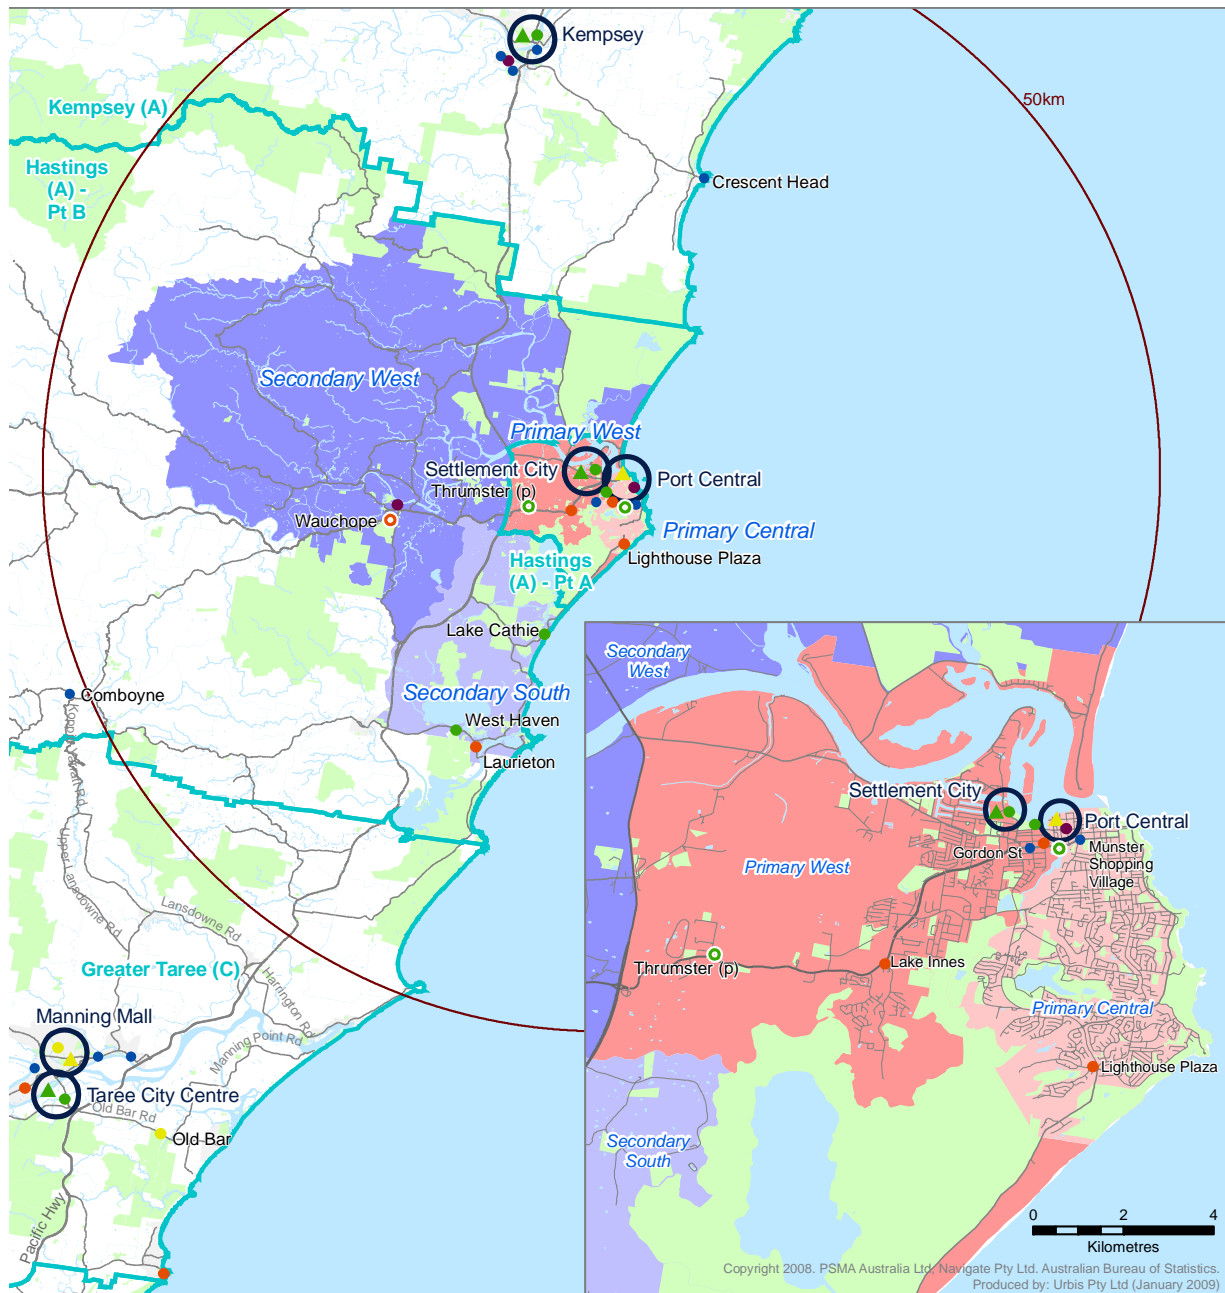 Kempsey
50km
Kempsey (A)
Hastings
(A) -
Pt B
Crescent Head
Secondary West
Primary West
Settlement City
Port Central
Thrumster (p)
Wauchope
Primary Central
Lighthouse Plaza
Hastings
(A) - Pt A
Lake Cathie
Secondary South
Comboyne
West Haven
Laurieton
Upper Lansdowne Rd
Lansdowne Rd
Greater Taree (C)
Harrington Rd
Manning Mall
Manning Point Rd
Taree City Centre
Old Bar Rd
Old Bar
Pacific Hwy
Secondary
West
Settlement City
Port Central
Gordon St
Munster
Shopping
Village
Primary West
Thrumster (p)
Lake Innes
Primary Central
Lighthouse Plaza
Secondary
South
0 2 4
Kilometres
Copyright 2008. PSMA Australia Ltd, Navigate Pty Ltd. Australian Bureau of Statistics.
Produced by: Urbis Pty Ltd (January 2009)